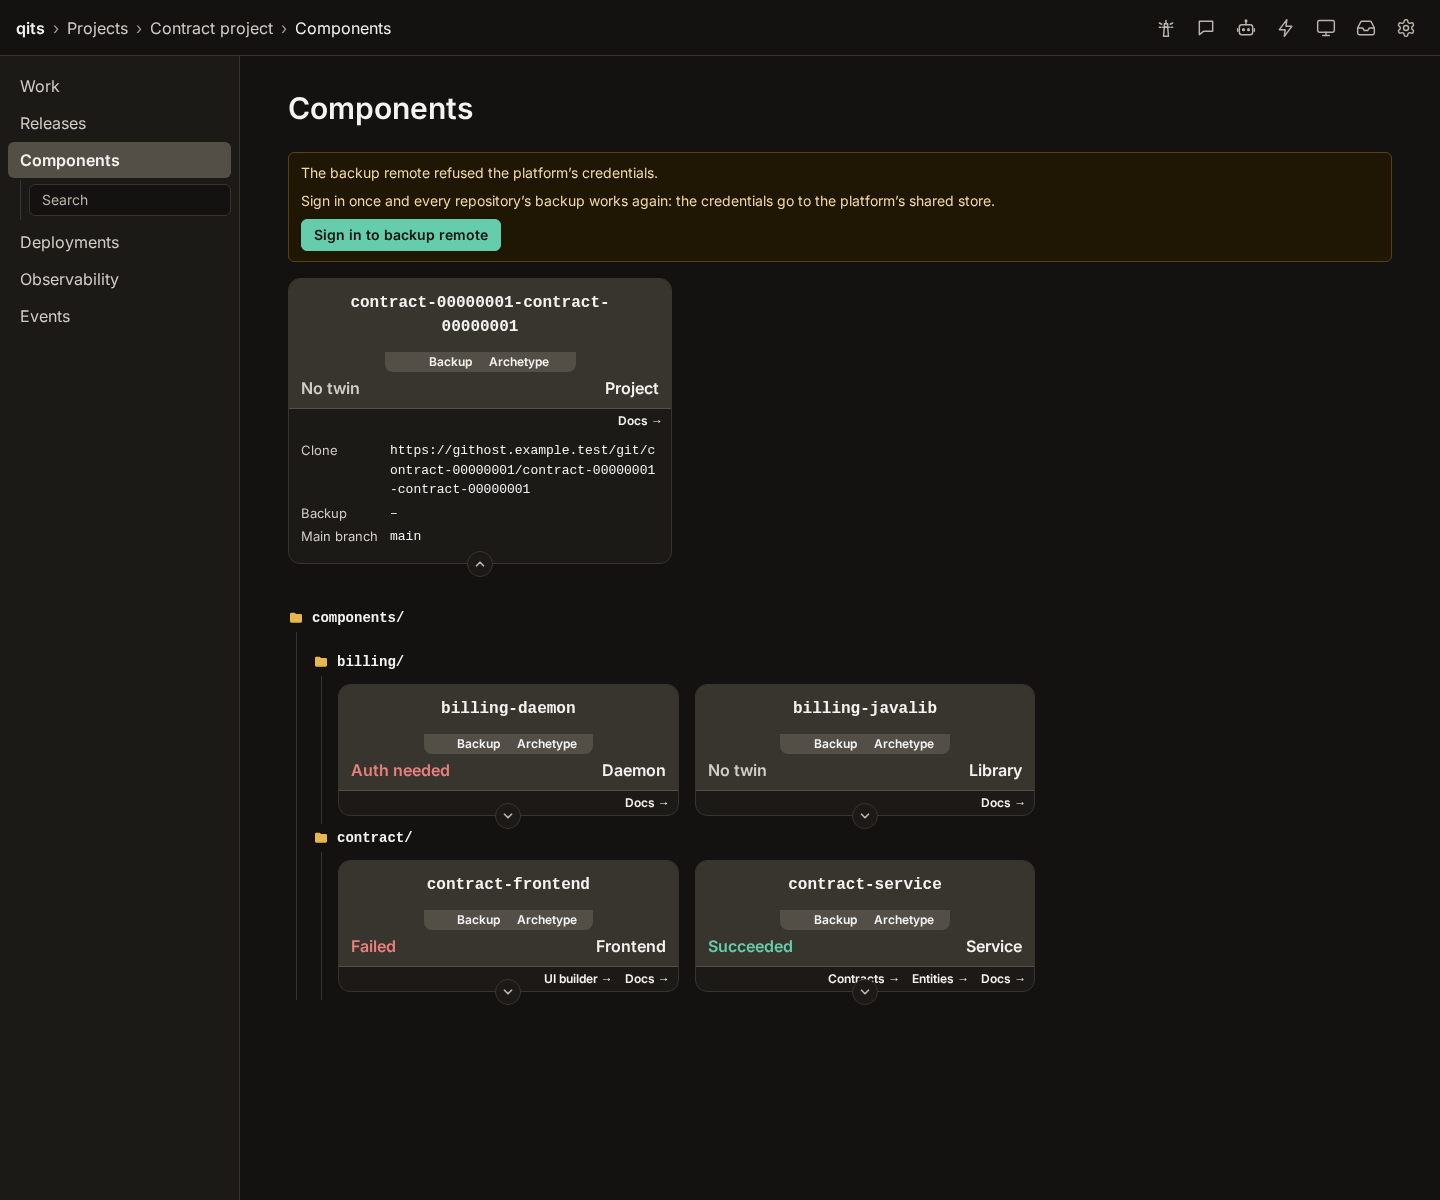 qits › Projects › Contract project › Components
Work
Releases
Components
Search
Deployments
Observability
Events
Components
The backup remote refused the platform’s credentials.
Sign in once and every repository’s backup works again: the credentials go to the platform’s shared store.
Sign in to backup remote
contract-00000001-contract-
00000001
Backup Archetype
No twin Project
Docs →
Clone https://githost.example.test/git/c
ontract-00000001/contract-00000001
-contract-00000001
Backup –
Main branch main
components/
billing/
billing-daemon
Backup Archetype
Auth needed Daemon
Docs →
billing-javalib
Backup Archetype
No twin Library
Docs →
contract/
contract-frontend
Backup Archetype
Failed Frontend
UI builder → Docs →
contract-service
Backup Archetype
Succeeded Service
Contracts → Entities → Docs →